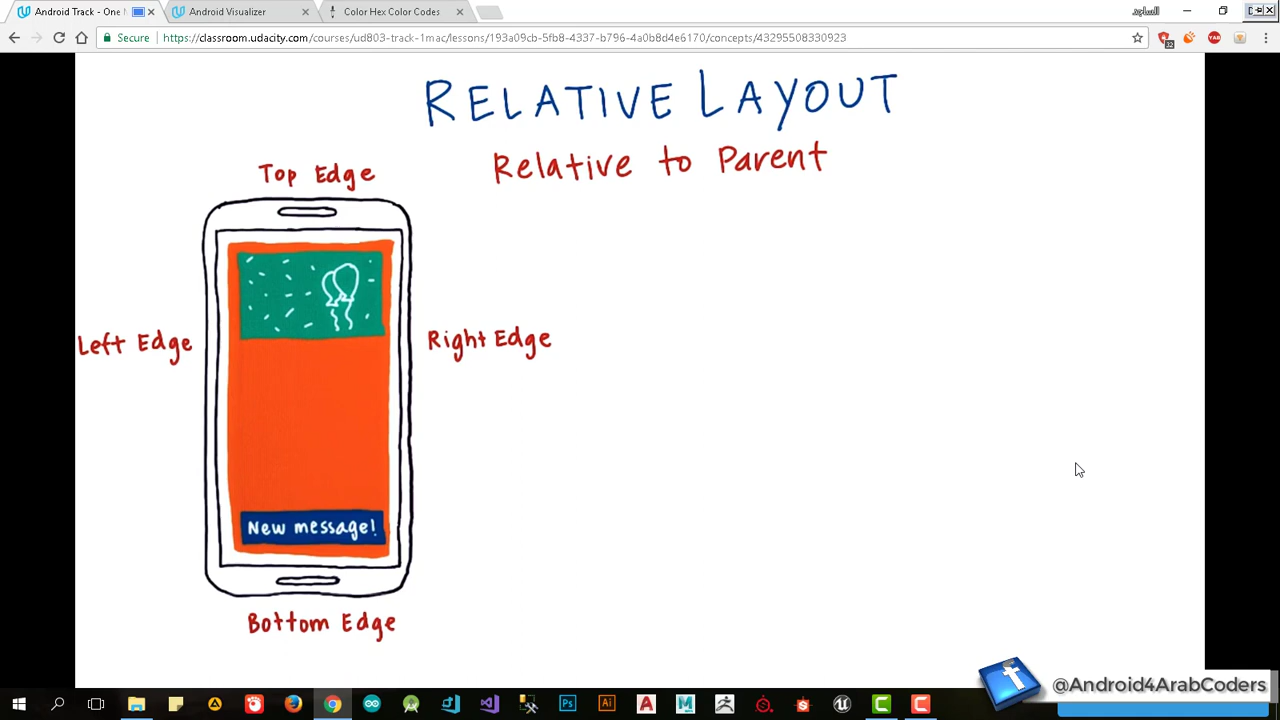 Android Track - One
Android Visualizer
Color Hex Color Codes
Secure
https://classroom.udacity.com/courses/ud803-track-1mac/lessons/193a09cb-5fb8-4337-b796-4a0b8d4e6170/concepts/43295508330923
RELATIVE LAYOUT
Relative to Parent
Top Edge
Left Edge
Right Edge
New message!
Bottom Edge
@Android4ArabCoders